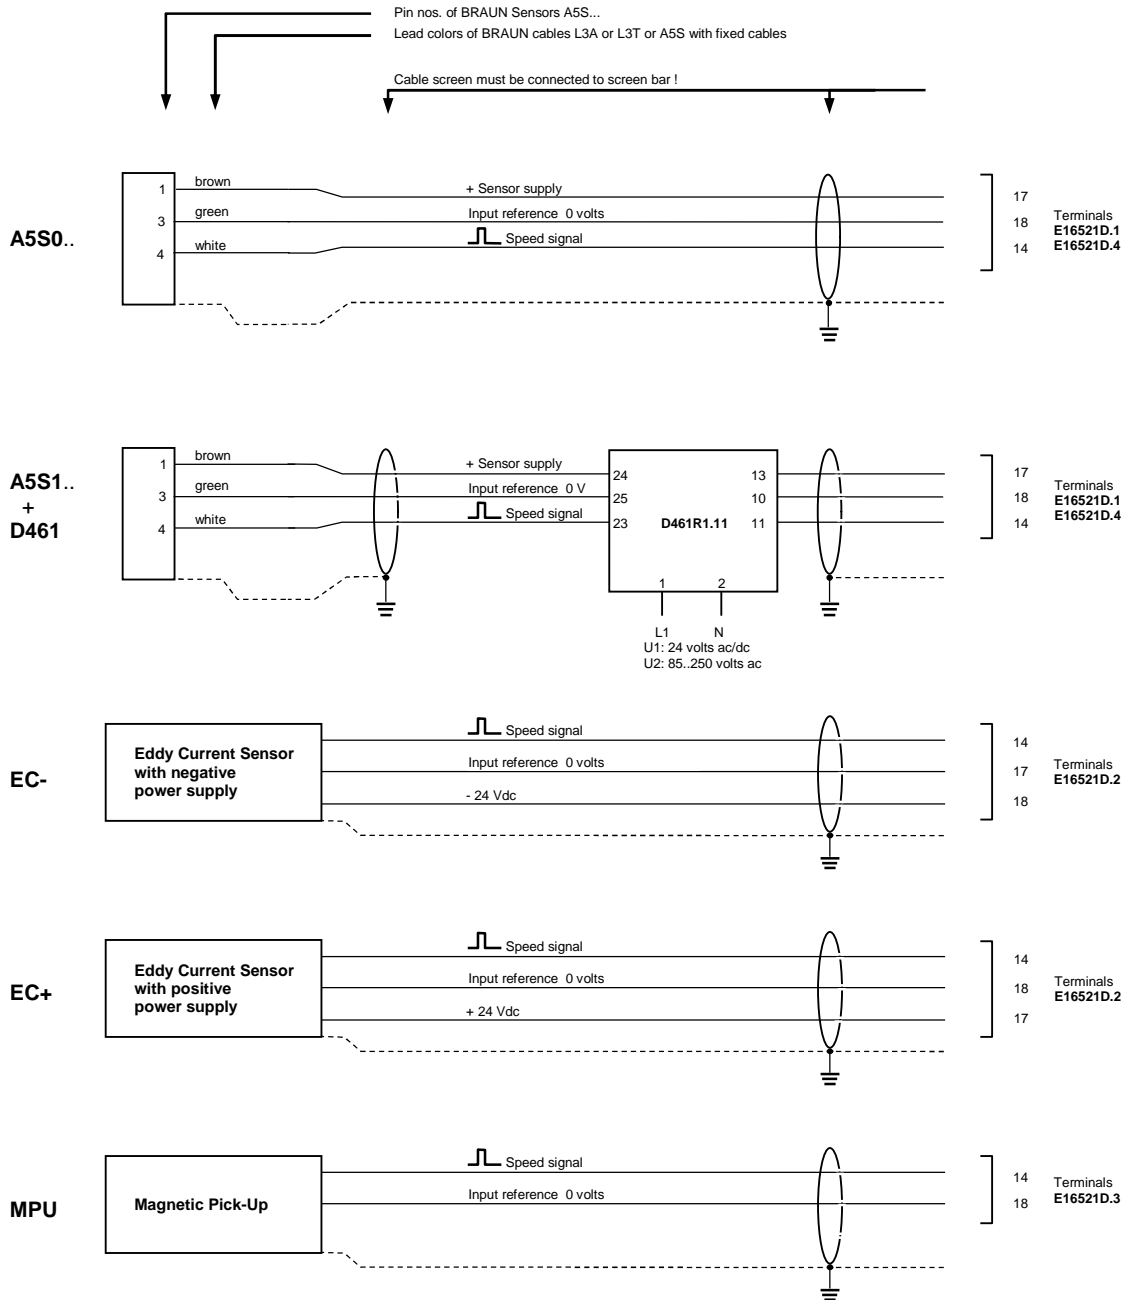 Pin nos. of BRAUN Sensors A5S...
Lead colors of BRAUN cables L3A or L3T or A5S with fixed cables
Cable screen must be connected to screen bar !
A5S0..
1 brown + Sensor supply 17
3 green Input reference 0 volts 18
4 white Speed signal 14
Terminals
E16521D.1
E16521D.4
A5S1..
+
D461
1 brown + Sensor supply 24 13 17
3 green Input reference 0 V 25 10 18
4 white Speed signal 23 D461R1.11 11 14
Terminals
E16521D.1
E16521D.4
1 2
L1 N
U1: 24 volts ac/dc
U2: 85..250 volts ac
EC-
Eddy Current Sensor
with negative
power supply
Speed signal 14
Input reference 0 volts 17
- 24 Vdc 18
Terminals
E16521D.2
EC+
Eddy Current Sensor
with positive
power supply
Speed signal 14
Input reference 0 volts 18
+ 24 Vdc 17
Terminals
E16521D.2
MPU
Magnetic Pick-Up
Speed signal 14
Input reference 0 volts 18
Terminals
E16521D.3